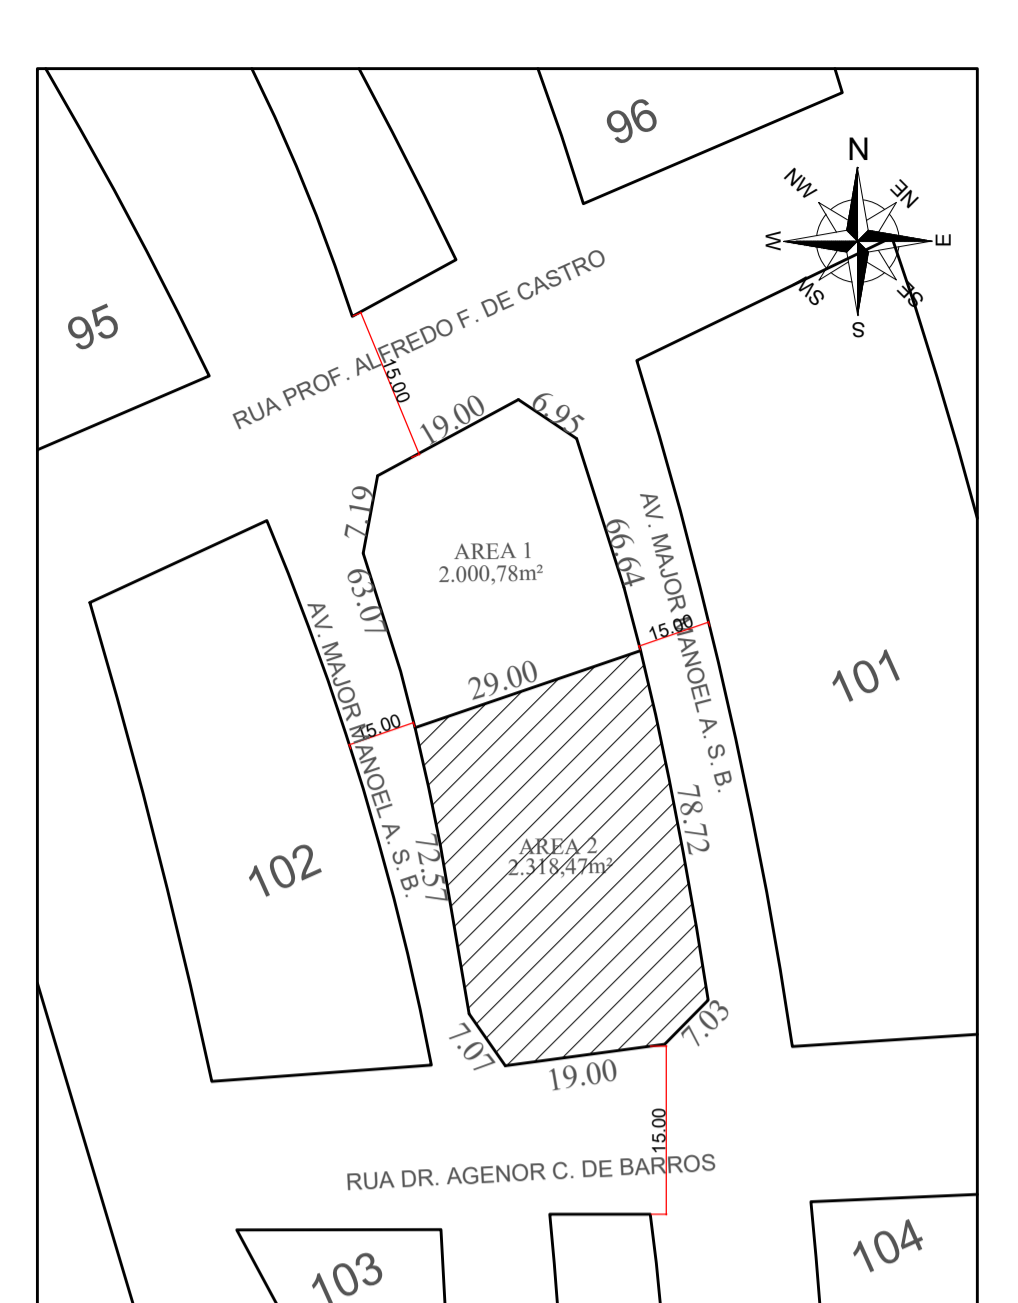 96
N
NW
NE
W
E
SW
SE
S
95
RUA PROF. ALFREDO F. DE CASTRO
15.00
19.00
6.95
7.19
63.07
66.64
AREA 1
2.000,78m²
AV. MAJOR MANOEL A. S. B.
15.00
101
29.00
AV. MAJOR MANOEL A. S. B.
15.00
102
72.57
78.72
AREA 2
2.318,47m²
7.07
19.00
7.03
15.00
RUA DR. AGENOR C. DE BARROS
103
104